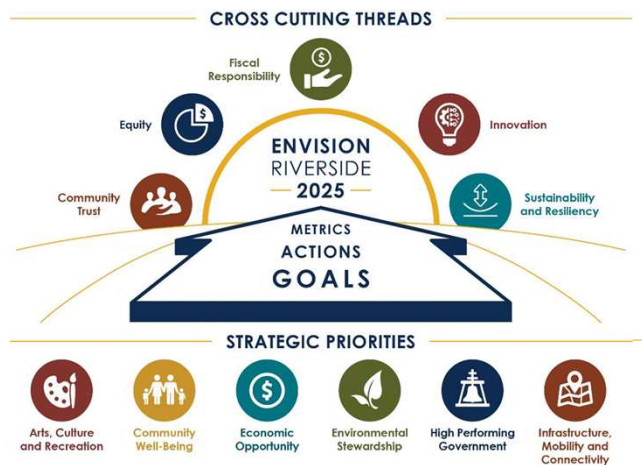 CROSS CUTTING THREADS
Fiscal
Responsibility
$
Equity
$
Innovation
ENVISION
RIVERSIDE
2025
Community
Trust
Sustainability
and Resiliency
METRICS
ACTIONS
GOALS
STRATEGIC PRIORITIES
$
Arts, Culture
and Recreation
Community
Well-Being
Economic
Opportunity
Environmental
Stewardship
High Performing
Government
Infrastructure,
Mobility and
Connectivity